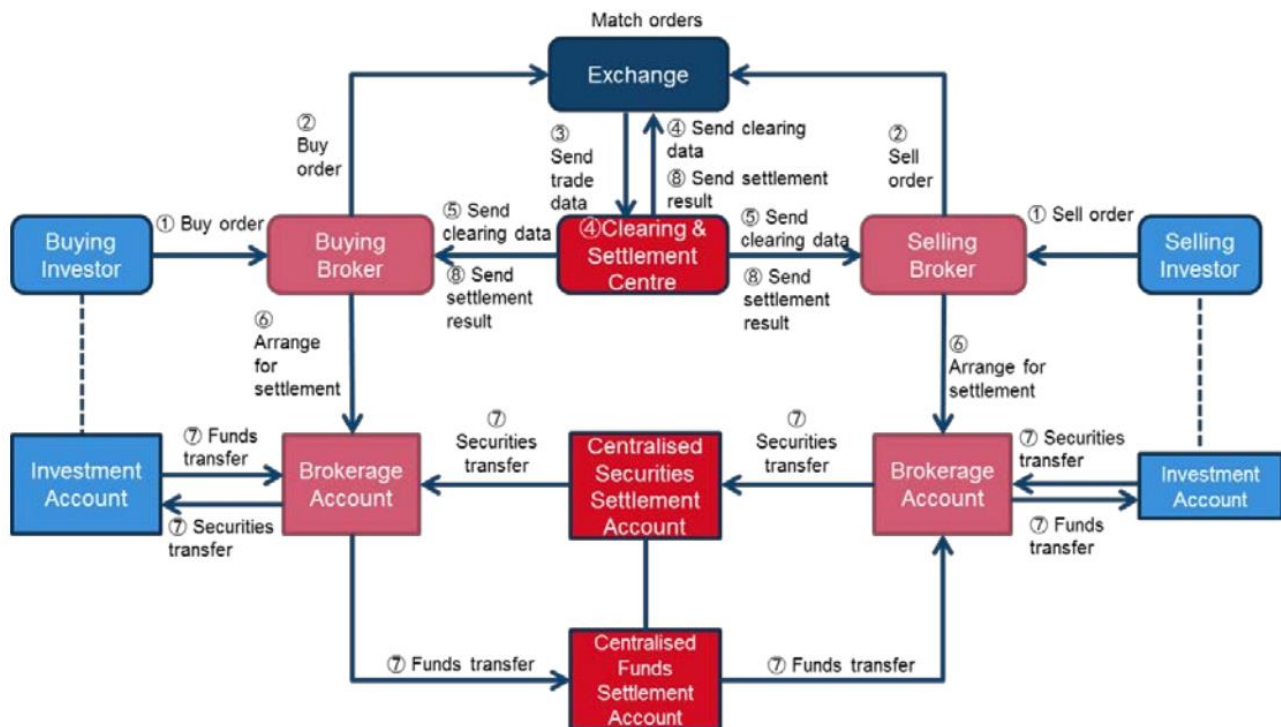 Match orders
Exchange
②
Buy
order
③
Send
trade
data
④ Send clearing
data
⑧ Send settlement
result
②
Sell
order
Buying
Investor
① Buy order
Buying
Broker
⑤ Send
clearing data
⑧ Send
settlement
result
④Clearing &
Settlement
Centre
⑤ Send
clearing data
⑧ Send
settlement
result
Selling
Broker
① Sell order
Selling
Investor
⑥
Arrange
for
settlement
⑥
Arrange for
settlement
Investment
Account
⑦ Funds
transfer
⑦ Securities
transfer
Brokerage
Account
⑦
Securities
transfer
Centralised
Securities
Settlement
Account
⑦
Securities
transfer
Brokerage
Account
⑦ Securities
transfer
⑦ Funds
transfer
Investment
Account
⑦ Funds transfer
Centralised
Funds
Settlement
Account
⑦ Funds transfer